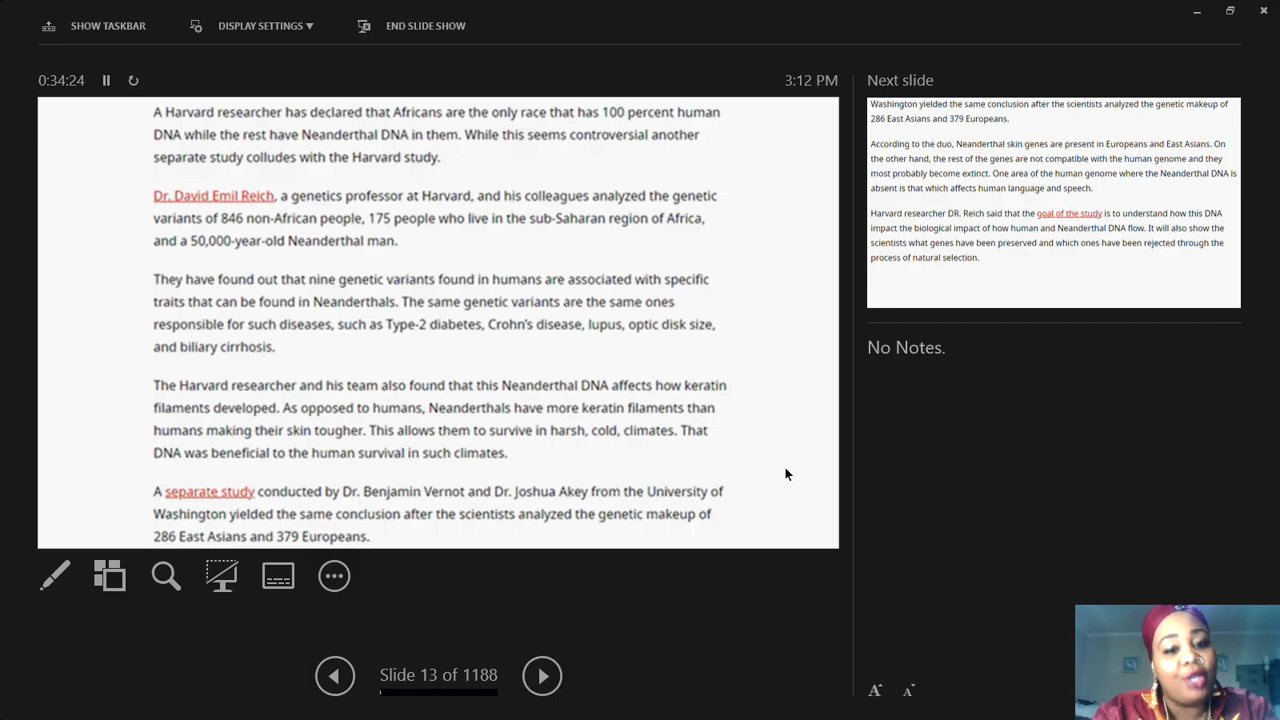 SHOW TASKBAR
DISPLAY SETTINGS ▼
END SLIDE SHOW
0:34:24
3:12 PM
A Harvard researcher has declared that Africans are the only race that has 100 percent human
DNA while the rest have Neanderthal DNA in them. While this seems controversial another
separate study colludes with the Harvard study.
Dr. David Emil Reich, a genetics professor at Harvard, and his colleagues analyzed the genetic
variants of 846 non-African people, 175 people who live in the sub-Saharan region of Africa,
and a 50,000-year-old Neanderthal man.
They have found out that nine genetic variants found in humans are associated with specific
traits that can be found in Neanderthals. The same genetic variants are the same ones
responsible for such diseases, such as Type-2 diabetes, Crohn's disease, lupus, optic disk size,
and biliary cirrhosis.
The Harvard researcher and his team also found that this Neanderthal DNA affects how keratin
filaments developed. As opposed to humans, Neanderthals have more keratin filaments than
humans making their skin tougher. This allows them to survive in harsh, cold, climates. That
DNA was beneficial to the human survival in such climates.
A separate study conducted by Dr. Benjamin Vernot and Dr. Joshua Akey from the University of
Washington yielded the same conclusion after the scientists analyzed the genetic makeup of
286 East Asians and 379 Europeans.
Next slide
Washington yielded the same conclusion after the scientists analyzed the genetic makeup of
286 East Asians and 379 Europeans.
According to the duo, Neanderthal skin genes are present in Europeans and East Asians. On
the other hand, the rest of the genes are not compatible with the human genome and they
most probably become extinct. One area of the human genome where the Neanderthal DNA is
absent is that which affects human language and speech.
Harvard researcher DR. Reich said that the goal of the study is to understand how this DNA
impact the biological impact of how human and Neanderthal DNA flow. It will also show the
scientists what genes have been preserved and which ones have been rejected through the
process of natural selection.
No Notes.
Slide 13 of 1188
A A